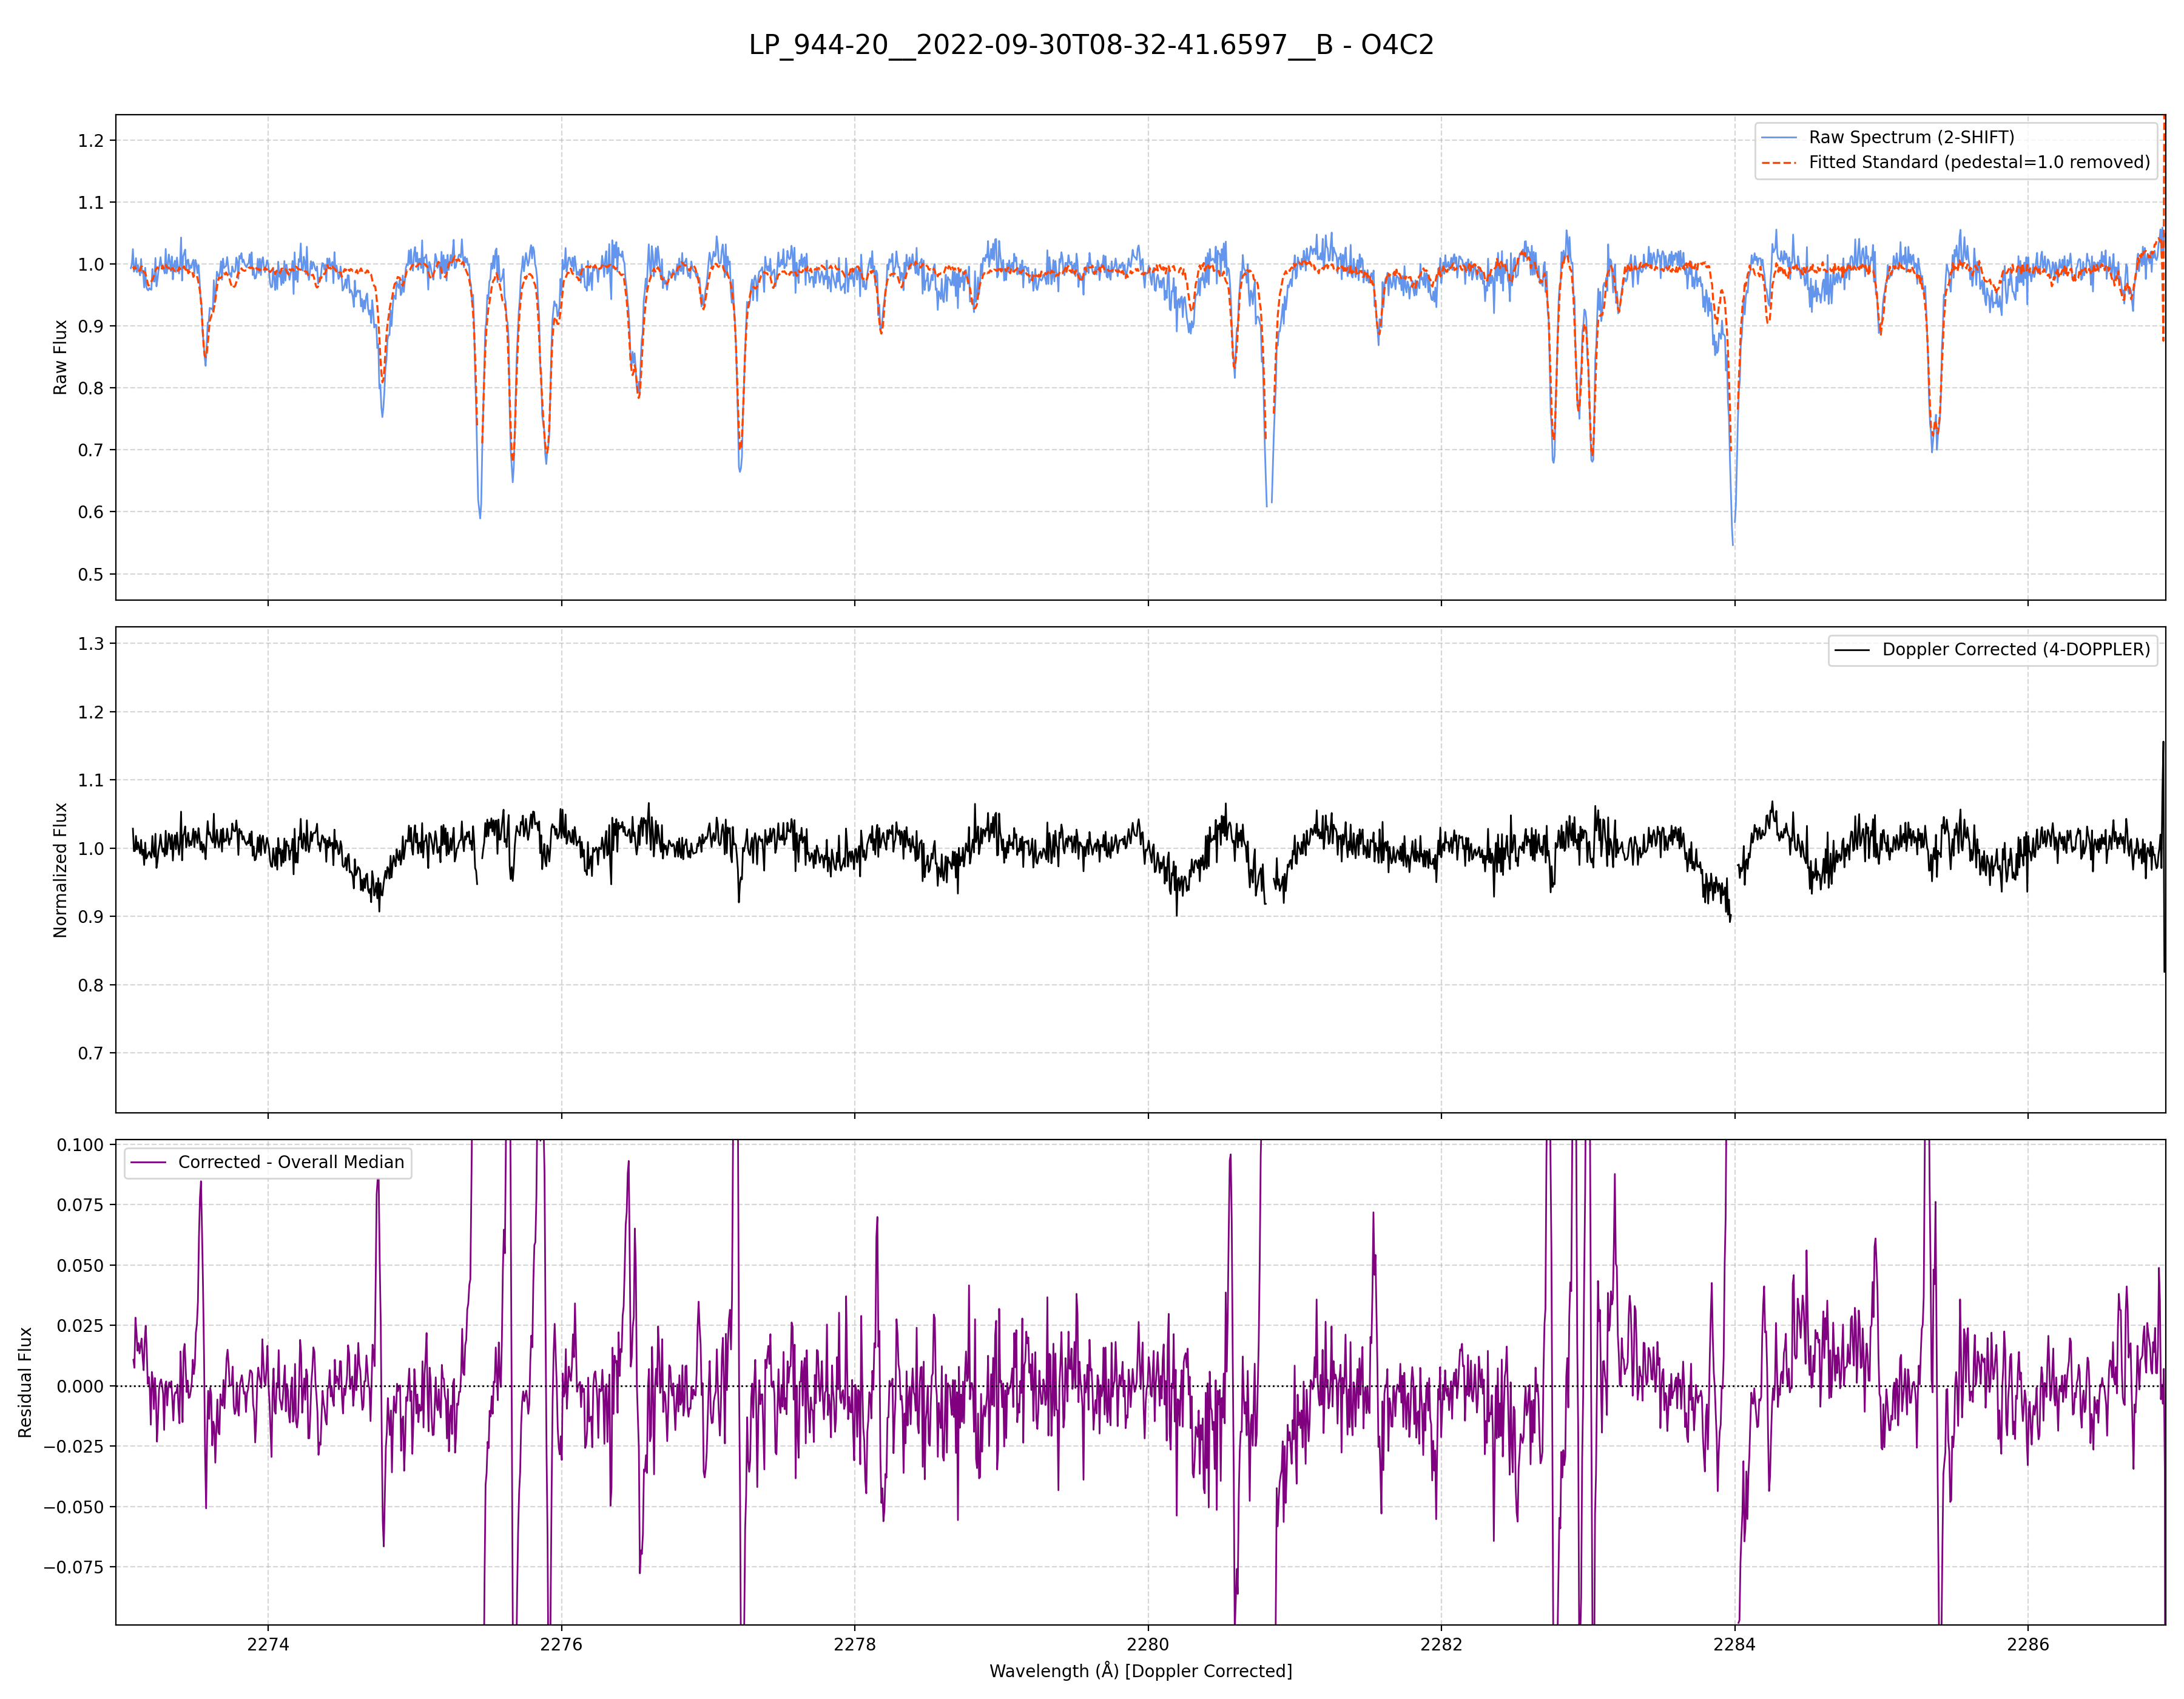 LP_944-20__2022-09-30T08-32-41.6597__B - O4C2
1.2
1.1
1.0
0.9
0.8
0.7
0.6
0.5
Raw Flux
Raw Spectrum (2-SHIFT)
Fitted Standard (pedestal=1.0 removed)
1.3
1.2
1.1
1.0
0.9
0.8
0.7
Normalized Flux
Doppler Corrected (4-DOPPLER)
0.100
0.075
0.050
0.025
0.000
−0.025
−0.050
−0.075
Residual Flux
Corrected - Overall Median
2274 2276 2278 2280 2282 2284 2286
Wavelength (Å) [Doppler Corrected]